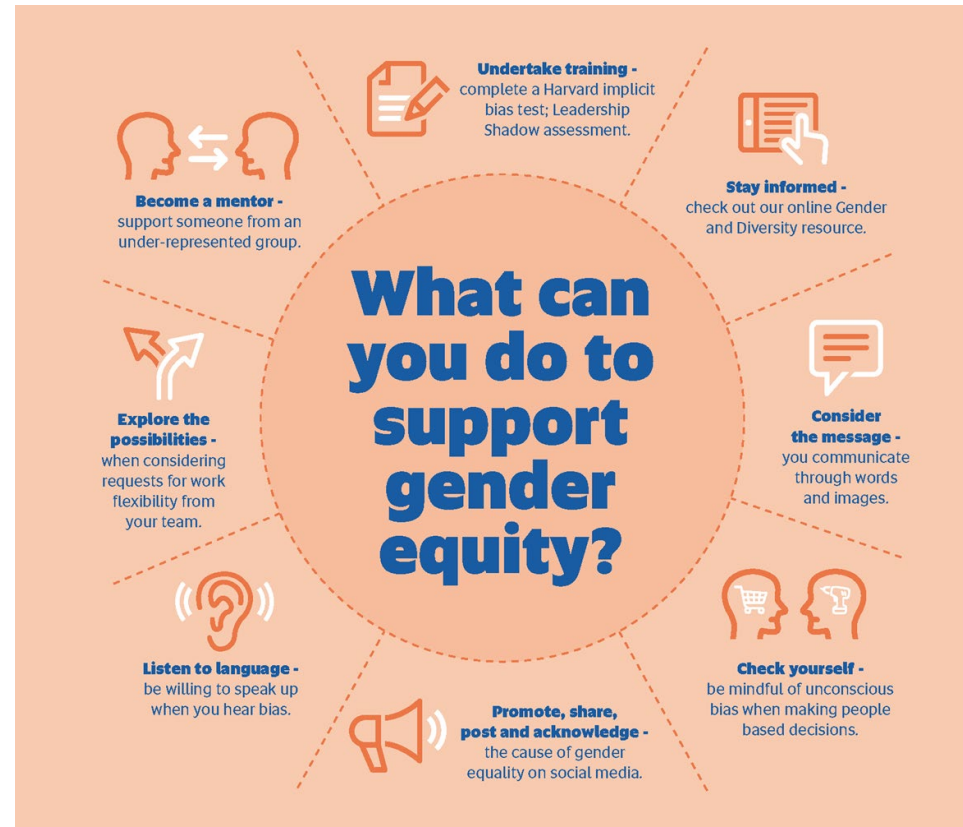 What can
you do to
support
gender
equity?
Undertake training -
complete a Harvard implicit
bias test; Leadership
Shadow assessment.
Stay informed -
check out our online Gender
and Diversity resource.
Consider
the message -
you communicate
through words
and images.
Check yourself -
be mindful of unconscious
bias when making people
based decisions.
Promote, share,
post and acknowledge -
the cause of gender
equality on social media.
Listen to language -
be willing to speak up
when you hear bias.
Explore the
possibilities -
when considering
requests for work
flexibility from
your team.
Become a mentor -
support someone from an
under-represented group.